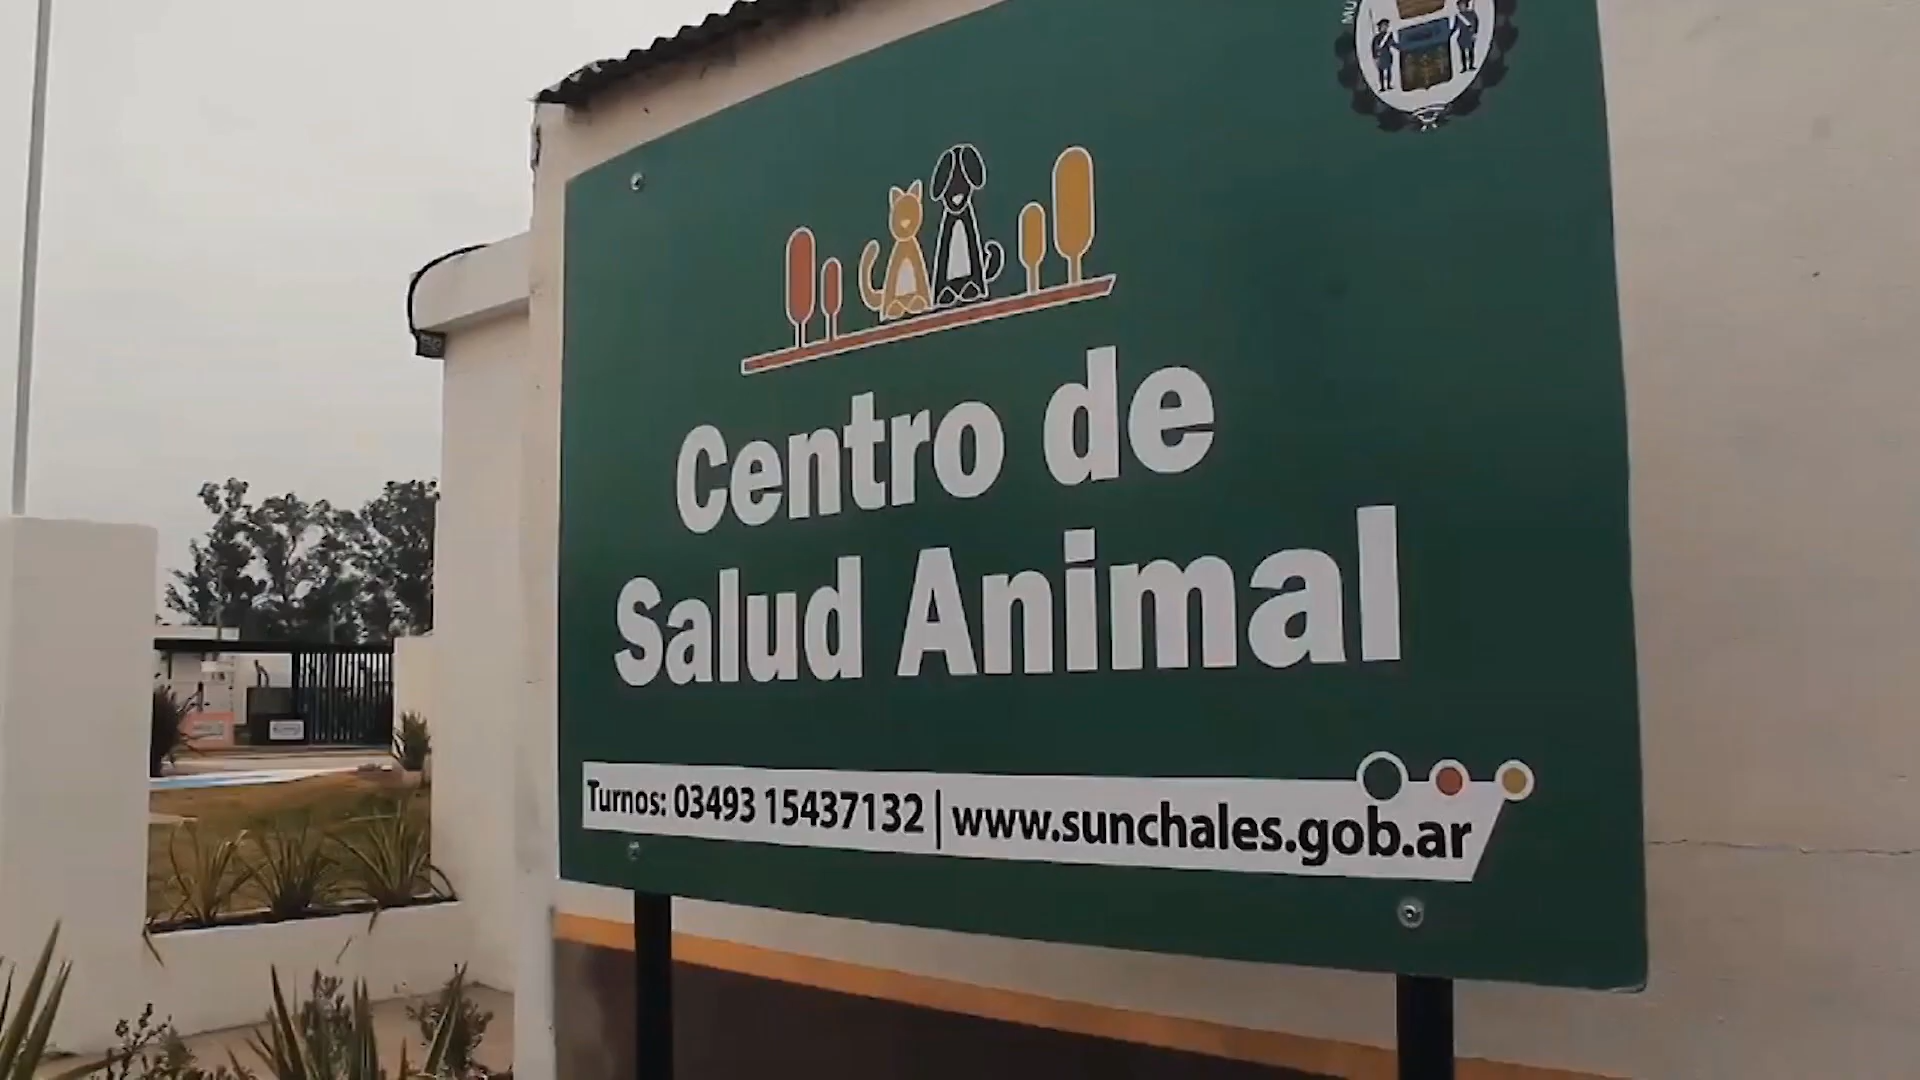 Centro de
Salud Animal
Turnos: 03493 15437132 | www.sunchales.gob.ar